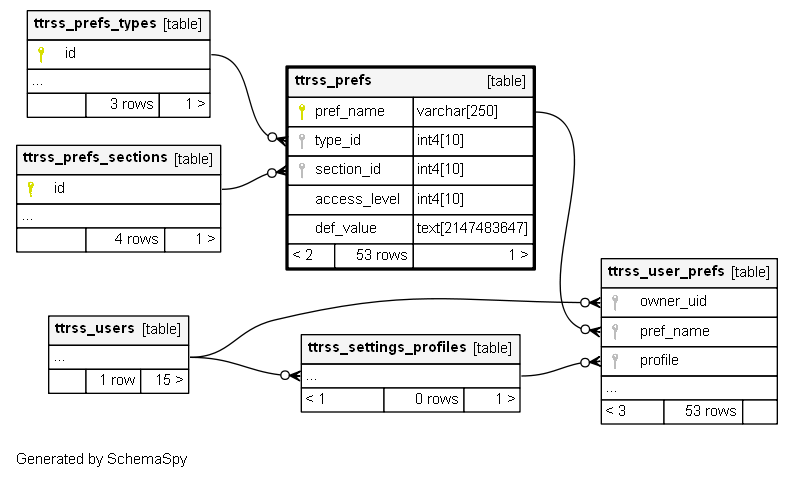 ttrss_prefs_types [table]
id
...
3 rows 1 >
ttrss_prefs_sections [table]
id
...
4 rows 1 >
ttrss_prefs [table]
pref_name varchar[250]
type_id int4[10]
section_id int4[10]
access_level int4[10]
def_value text[2147483647]
< 2 53 rows 1 >
ttrss_users [table]
...
1 row 15 >
ttrss_settings_profiles [table]
...
< 1 0 rows 1 >
ttrss_user_prefs [table]
owner_uid
pref_name
profile
...
< 3 53 rows
Generated by SchemaSpy